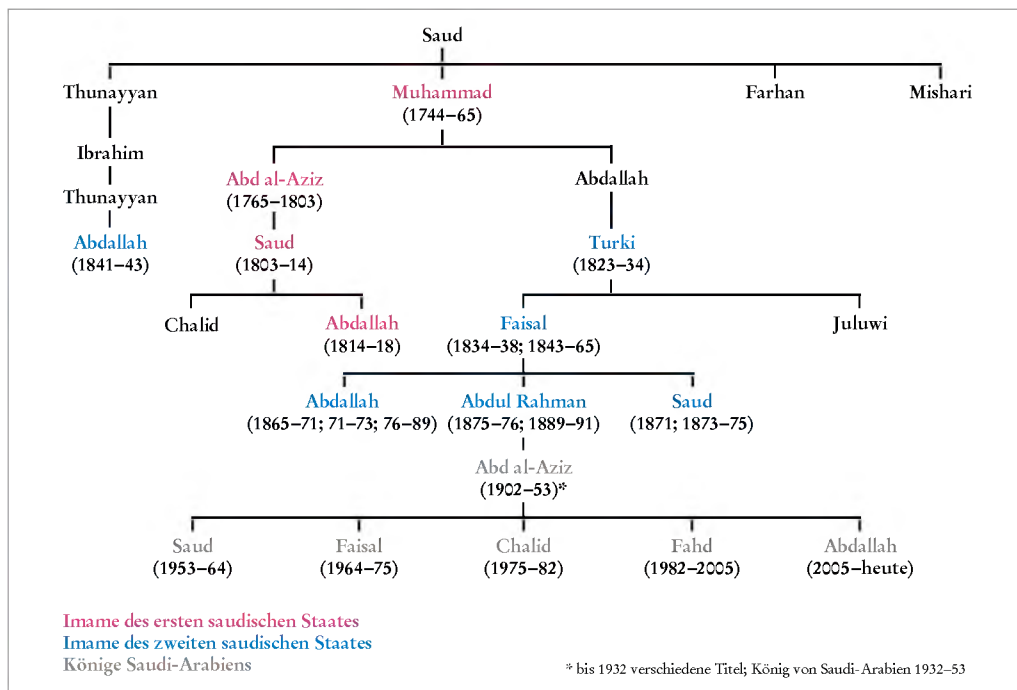 Saud
Thunayyan Muhammad Farhan Mishari
(1744–65)
Ibrahim
Abd al-Aziz Abdallah
(1765–1803)
Thunayyan
Abdallah Saud Turki
(1841–43) (1803–14) (1823–34)
Chalid Abdallah Faisal Juluwi
(1814–18) (1834–38; 1843–65)
Abdallah Abdul Rahman Saud
(1865–71; 71–73; 76–89) (1875–76; 1889–91) (1871; 1873–75)
Abd al-Aziz
(1902–53)*
Saud Faisal Chalid Fahd Abdallah
(1953–64) (1964–75) (1975–82) (1982–2005) (2005–heute)
Imame des ersten saudischen Staates
Imame des zweiten saudischen Staates
Könige Saudi-Arabiens
* bis 1932 verschiedene Titel; König von Saudi-Arabien 1932–53